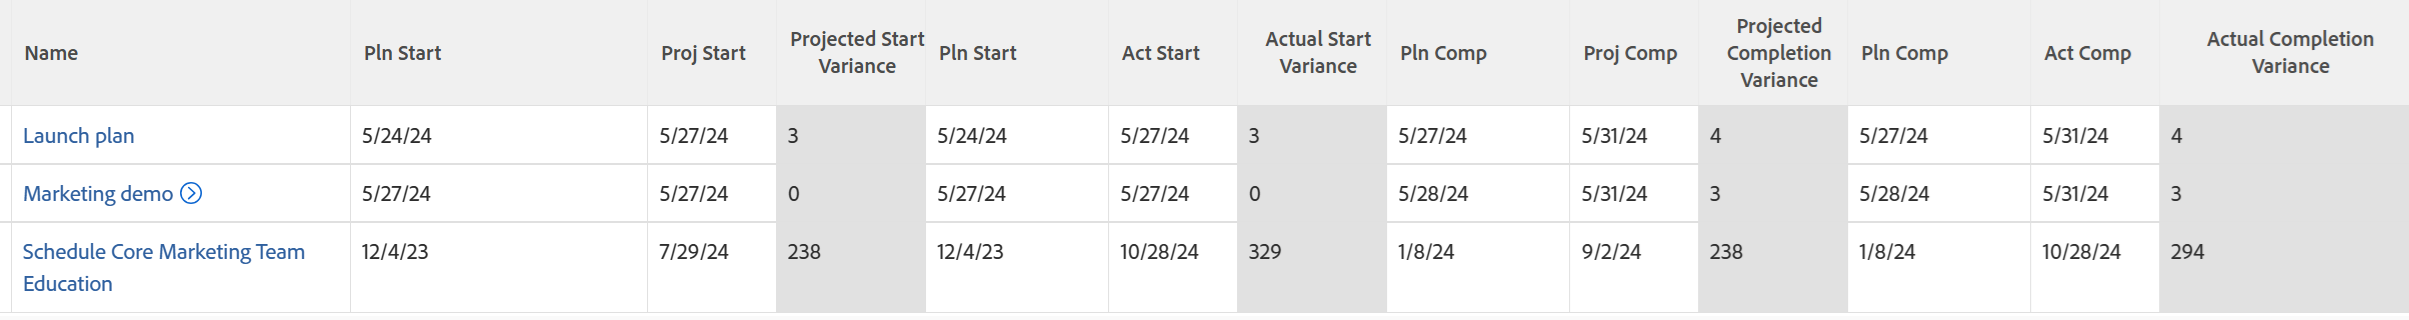 Name Pln Start Proj Start Projected Start Variance Pln Start Act Start Actual Start Variance Pln Comp Proj Comp Projected Completion Variance Pln Comp Act Comp Actual Completion Variance
Launch plan 5/24/24 5/27/24 3 5/24/24 5/27/24 3 5/27/24 5/31/24 4 5/27/24 5/31/24 4
Marketing demo 5/27/24 5/27/24 0 5/27/24 5/27/24 0 5/28/24 5/31/24 3 5/28/24 5/31/24 3
Schedule Core Marketing Team 12/4/23 7/29/24 238 12/4/23 10/28/24 329 1/8/24 9/2/24 238 1/8/24 10/28/24 294
Education